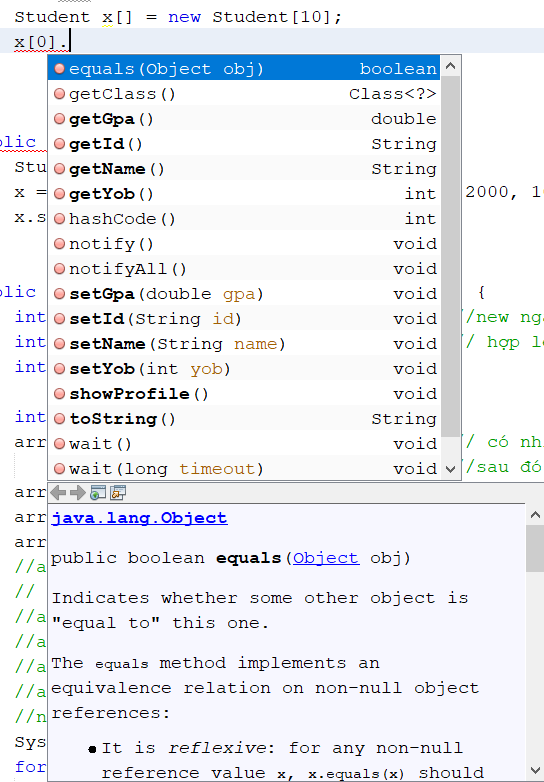 Student x[] = new Student[10];
x[0].
equals(Object obj) boolean
getClass() Class<?>
getGpa() double
blic
getId() String
Stu
getName() String
x = getYob() int 2000, 1
x.s hashCode() int
notify() void
notifyAll() void
blic setGpa(double gpa) void {
int setId(String id) void //new ng
int setName(String name) void // hợp l
int setYob(int yob) void
showProfile() void
int toString() String
arr wait() void // có nh
wait(long timeout) void //sau đó
arr
java.lang.Object
arr
arr public boolean equals(Object obj)
//a
// Indicates whether some other object is
//a "equal to" this one.
//a
//a The equals method implements an
//a equivalence relation on non-null object
//n references:
Sys It is reflexive: for any non-null
for reference value x, x.equals(x) should